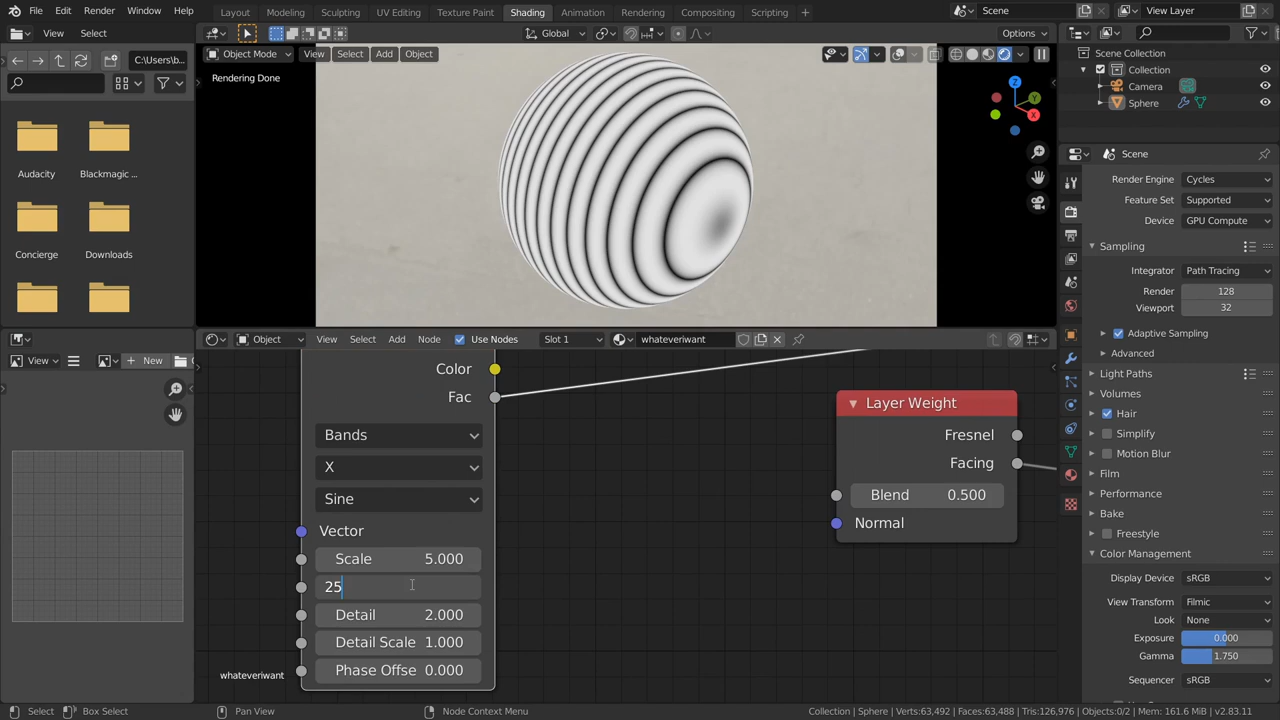 File Edit Render Window Help Layout Modeling Sculpting UV Editing Texture Paint Shading Animation Rendering Compositing Scripting + Scene View Layer
View Select C:\Users\b... Global Options
Object Mode View Select Add Object
Rendering Done
Audacity Blackmagic ...
Concierge Downloads
Z
Y
X
Scene Collection
Collection
Camera
Sphere
Scene
Render Engine Cycles
Feature Set Supported
Device GPU Compute
Sampling
Integrator Path Tracing
Render 128
Viewport 32
Adaptive Sampling
Advanced
Light Paths
Volumes
Hair
Simplify
Motion Blur
Film
Performance
Bake
Freestyle
Color Management
Display Device sRGB
View Transform Filmic
Look None
Exposure 0.000
Gamma 1.750
Sequencer sRGB
View New
Object View Select Add Node Use Nodes Slot 1 whateveriwant
Color
Fac
Bands
X
Sine
Vector
Scale 5.000
25
Detail 2.000
Detail Scale 1.000
Phase Offse 0.000
Layer Weight
Fresnel
Facing
Blend 0.500
Normal
whateveriwant
Select Box Select Pan View Node Context Menu Collection | Sphere | Verts:63,492 | Faces:63,488 | Tris:126,976 | Objects:0/2 | Mem: 161.6 MiB | v2.83.11